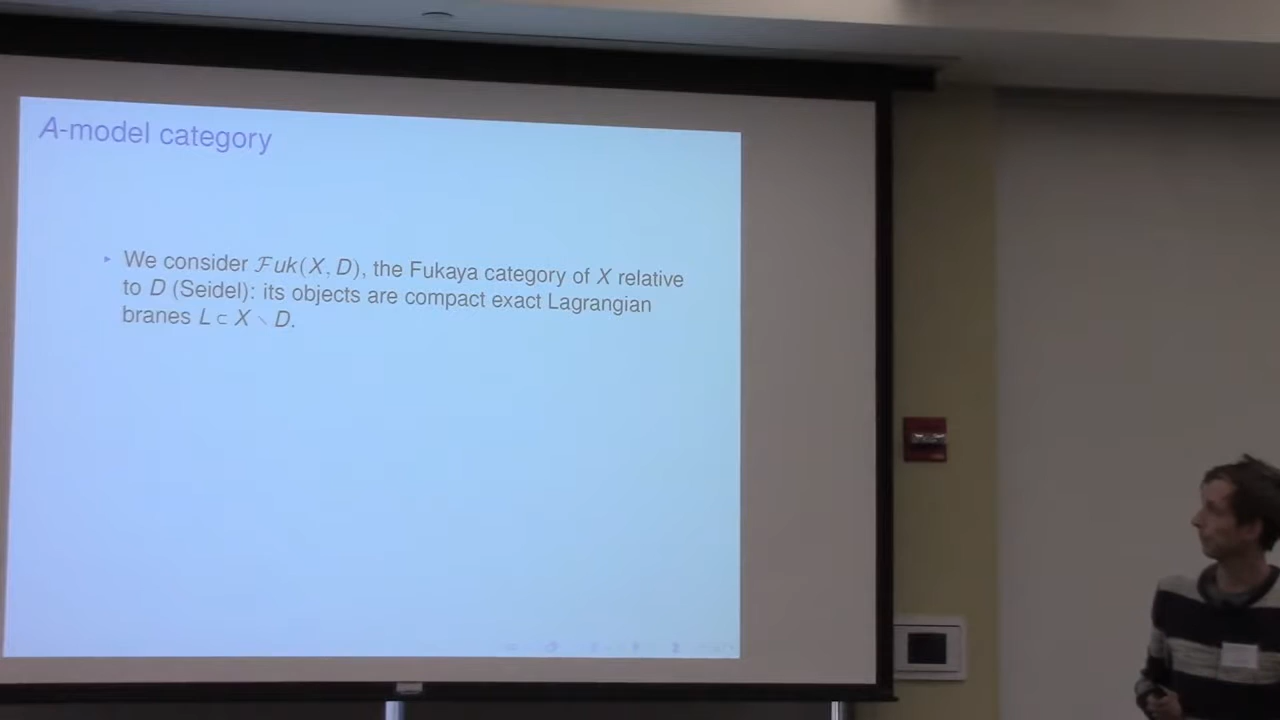 A-model category
▸ We consider ℱuk(X, D), the Fukaya category of X relative
to D (Seidel): its objects are compact exact Lagrangian
branes L ⊂ X ∖ D.